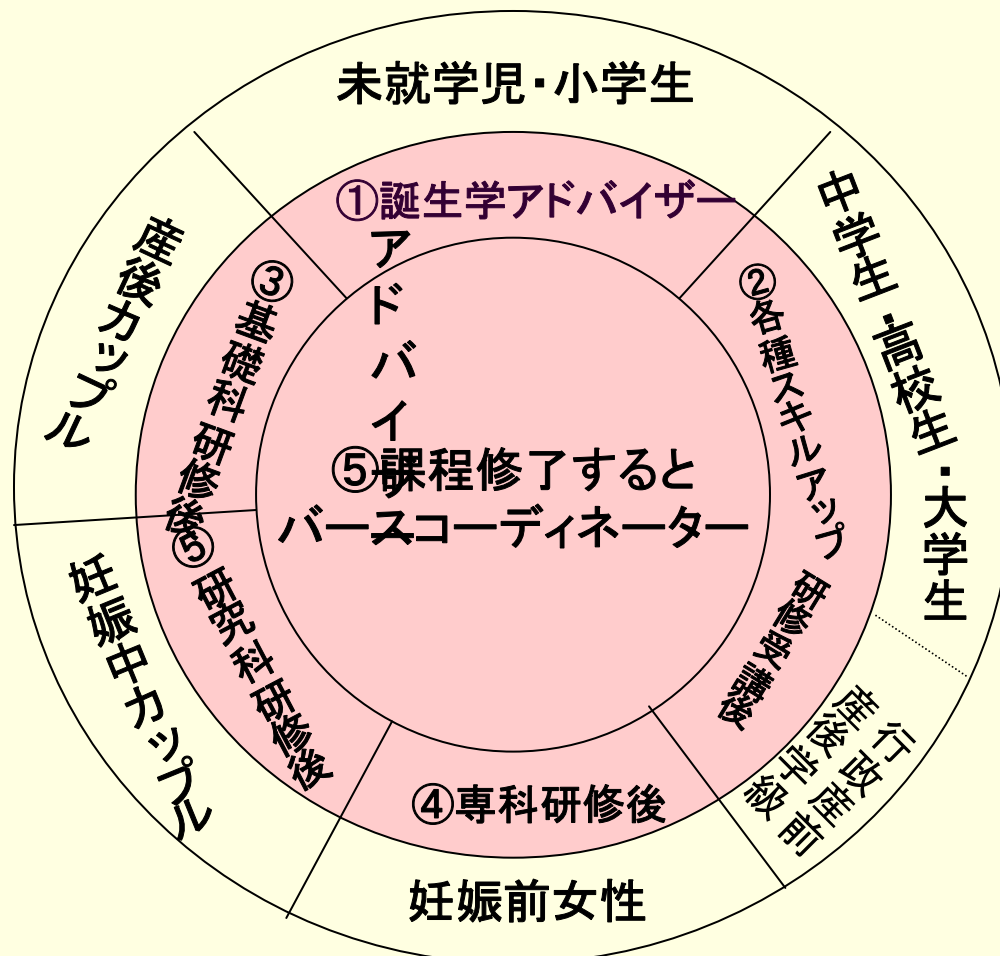 未就学児・小学生
①誕生学アドバイザー
アドバイザー
中学生・高校生・大学生
②各種スキルアップ
研修受講後
行政産前
産後学級
④専科研修後
妊娠前女性
⑤研究科研修後
妊娠中カップル
③基礎科研修後
産後カップル
⑤課程修了すると
バースコーディネーター